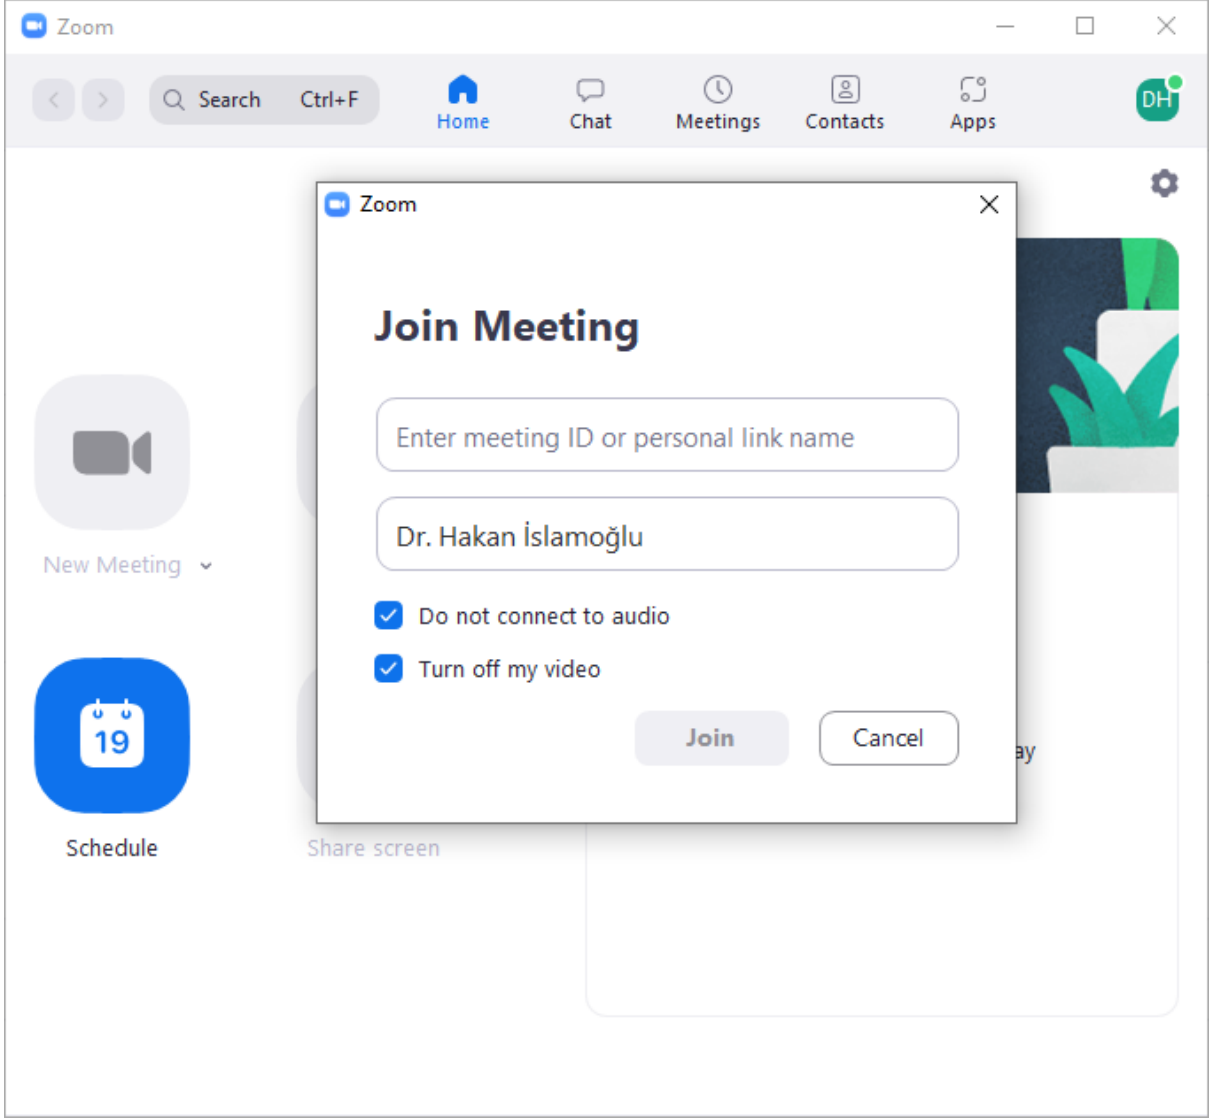 Zoom
Search Ctrl+F
Home
Chat
Meetings
Contacts
Apps
DH
Zoom
Join Meeting
Enter meeting ID or personal link name
Dr. Hakan İslamoğlu
Do not connect to audio
Turn off my video
Join
Cancel
New Meeting
19
Schedule
Share screen